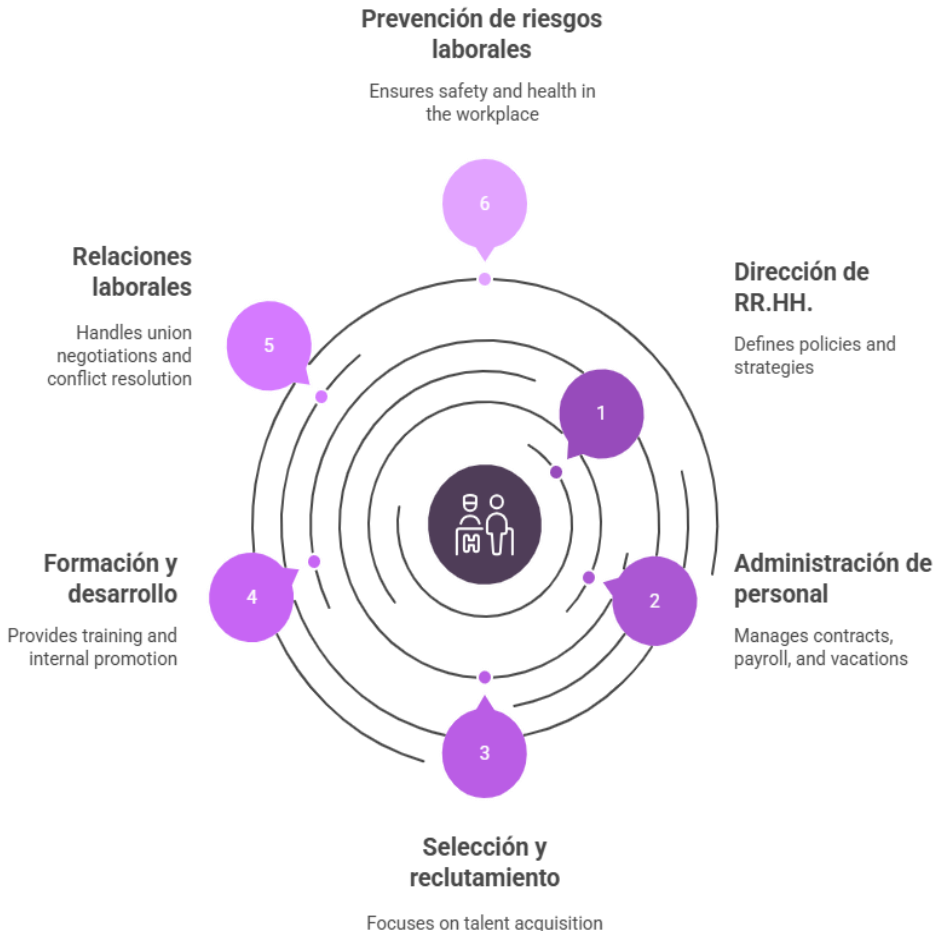 Prevención de riesgos
laborales
Ensures safety and health in
the workplace
6
Relaciones
laborales
Handles union
negotiations and
conflict resolution
5
Dirección de
RR.HH.
Defines policies and
strategies
1
Formación y
desarrollo
Provides training and
internal promotion
4
Administración de
personal
Manages contracts,
payroll, and vacations
2
3
Selección y
reclutamiento
Focuses on talent acquisition